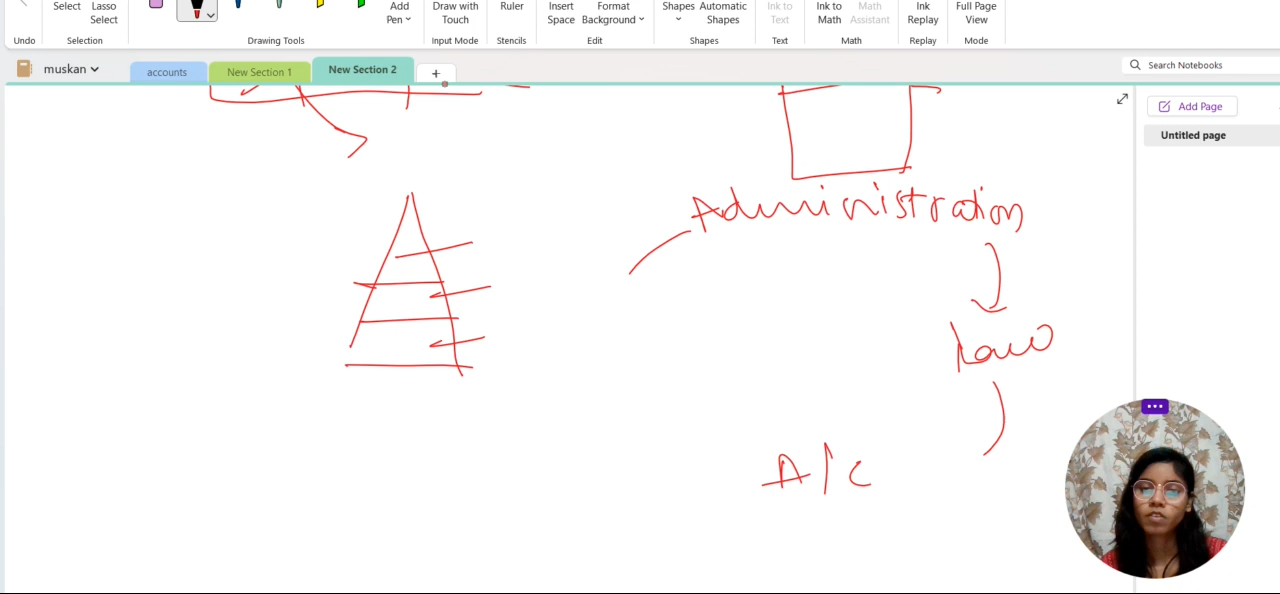 Select
Lasso Select
Add Pen
Draw with Touch
Ruler
Insert Space
Format Background
Shapes
Automatic Shapes
Ink to Text
Ink to Math
Math Assistant
Ink Replay
Full Page View
Undo
Selection
Drawing Tools
Input Mode
Stencils
Edit
Shapes
Text
Math
Replay
Mode
muskan
accounts
New Section 1
New Section 2
+
Search Notebooks
Add Page
Untitled page
Administration
A/c